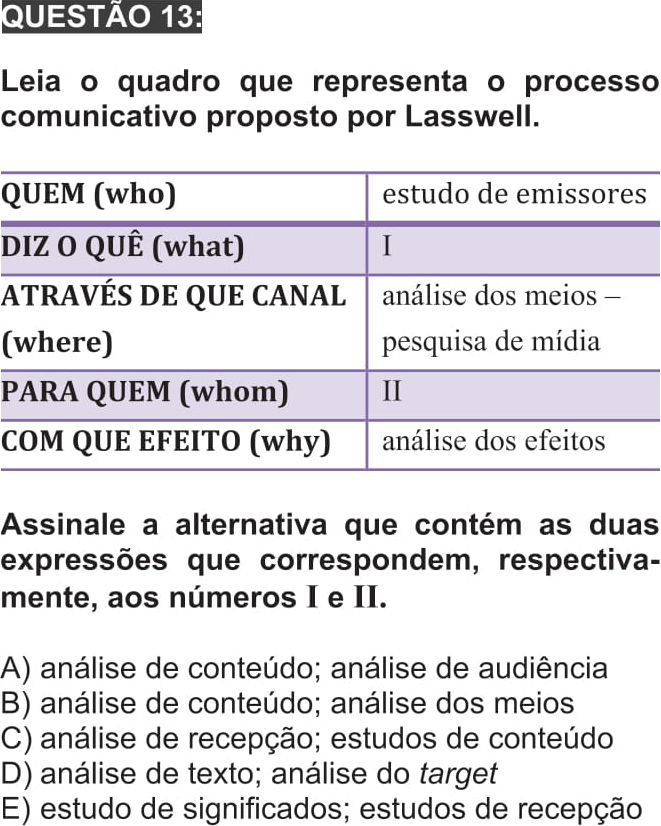 QUESTÃO 13:
Leia o quadro que representa o processo
comunicativo proposto por Lasswell.
QUEM (who) estudo de emissores
DIZ O QUÊ (what) I
ATRAVÉS DE QUE CANAL análise dos meios –
(where) pesquisa de mídia
PARA QUEM (whom) II
COM QUE EFEITO (why) análise dos efeitos
Assinale a alternativa que contém as duas
expressões que correspondem, respectiva-
mente, aos números I e II.
A) análise de conteúdo; análise de audiência
B) análise de conteúdo; análise dos meios
C) análise de recepção; estudos de conteúdo
D) análise de texto; análise do target
E) estudo de significados; estudos de recepção